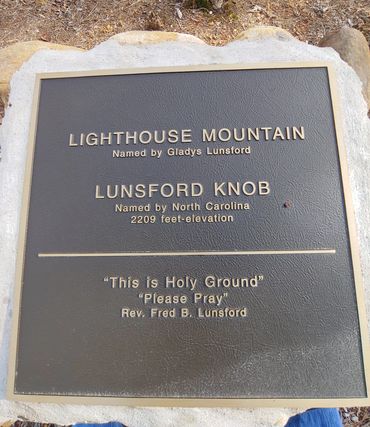 LIGHTHOUSE MOUNTAIN
Named by Gladys Lunsford
LUNSFORD KNOB
Named by North Carolina
2209 feet-elevation
"This is Holy Ground"
"Please Pray"
Rev. Fred B. Lunsford